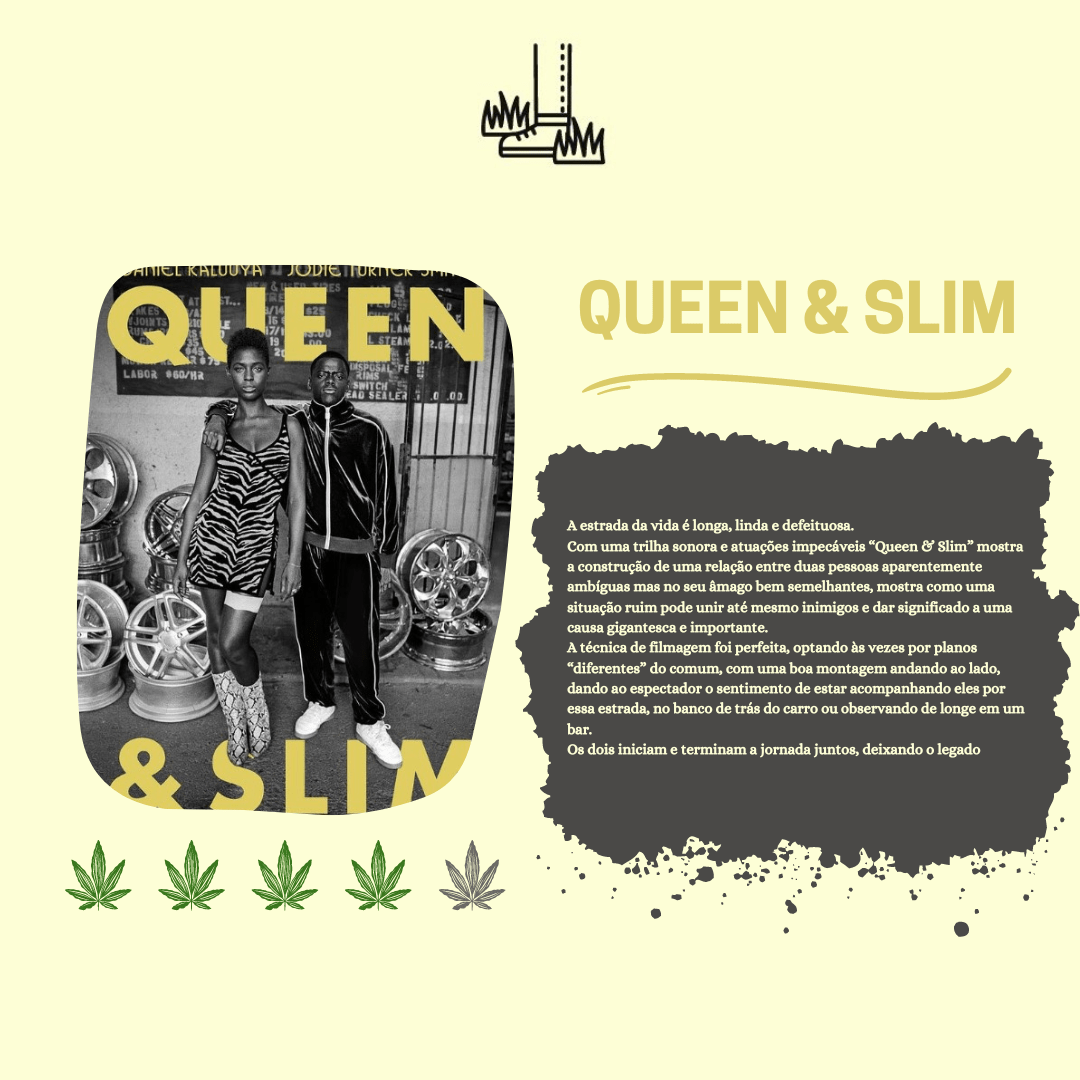 DANIEL KALUUYA JODIE TURNER
QUEEN
LABOR $60/HR
& SLIM
QUEEN & SLIM
A estrada da vida é longa, linda e defeituosa.
Com uma trilha sonora e atuações impecáveis “Queen & Slim” mostra
a construção de uma relação entre duas pessoas aparentemente
ambíguas mas no seu âmago bem semelhantes, mostra como uma
situação ruim pode unir até mesmo inimigos e dar significado a uma
causa gigantesca e importante.
A técnica de filmagem foi perfeita, optando às vezes por planos
“diferentes” do comum, com uma boa montagem andando ao lado,
dando ao espectador o sentimento de estar acompanhando eles por
essa estrada, no banco de trás do carro ou observando de longe em um
bar.
Os dois iniciam e terminam a jornada juntos, deixando o legado